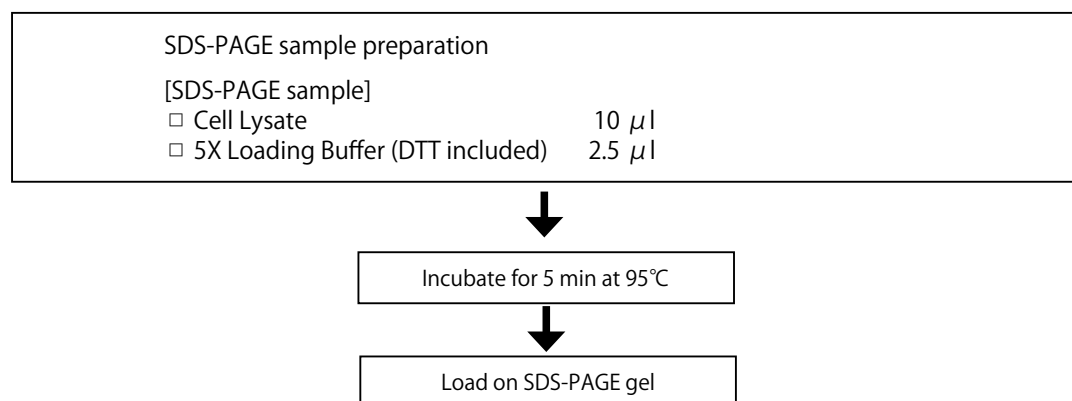 SDS-PAGE sample preparation
[SDS-PAGE sample]
□ Cell Lysate 10 μl
□ 5X Loading Buffer (DTT included) 2.5 μl
Incubate for 5 min at 95℃
Load on SDS-PAGE gel